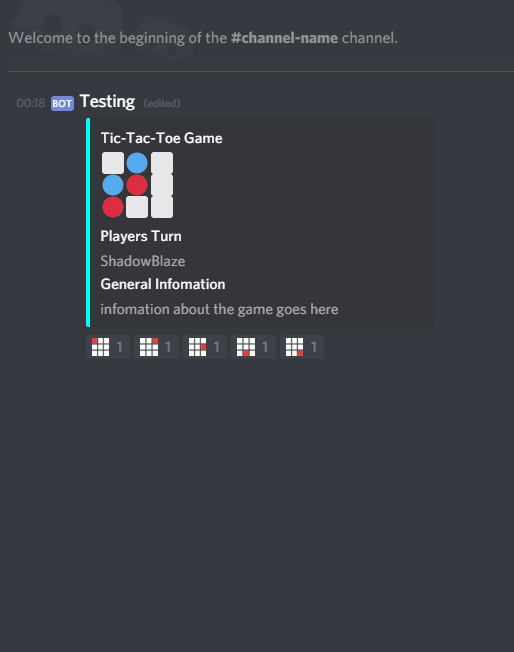 Welcome to the beginning of the #channel-name channel.
00:18 BOT Testing (edited)
Tic-Tac-Toe Game
Players Turn
ShadowBlaze
General Infomation
infomation about the game goes here
1 1 1 1 1